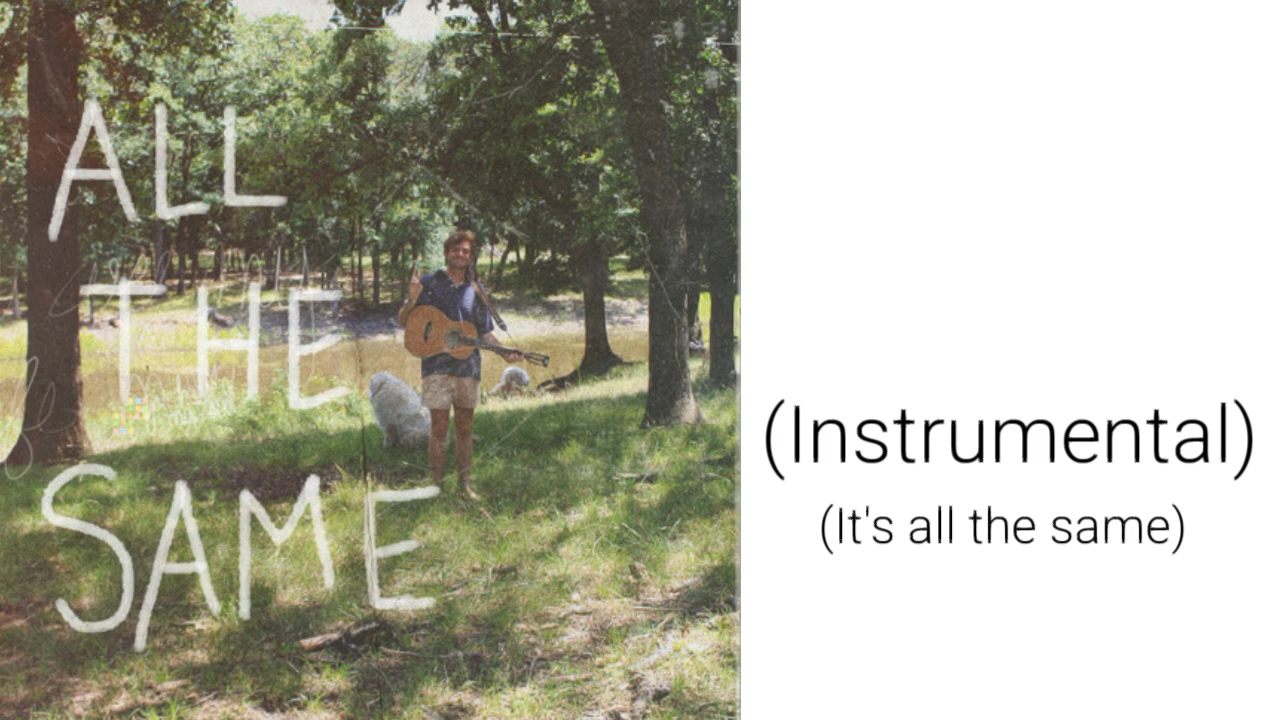 ALL
THE
SAME
(Instrumental)
(It's all the same)